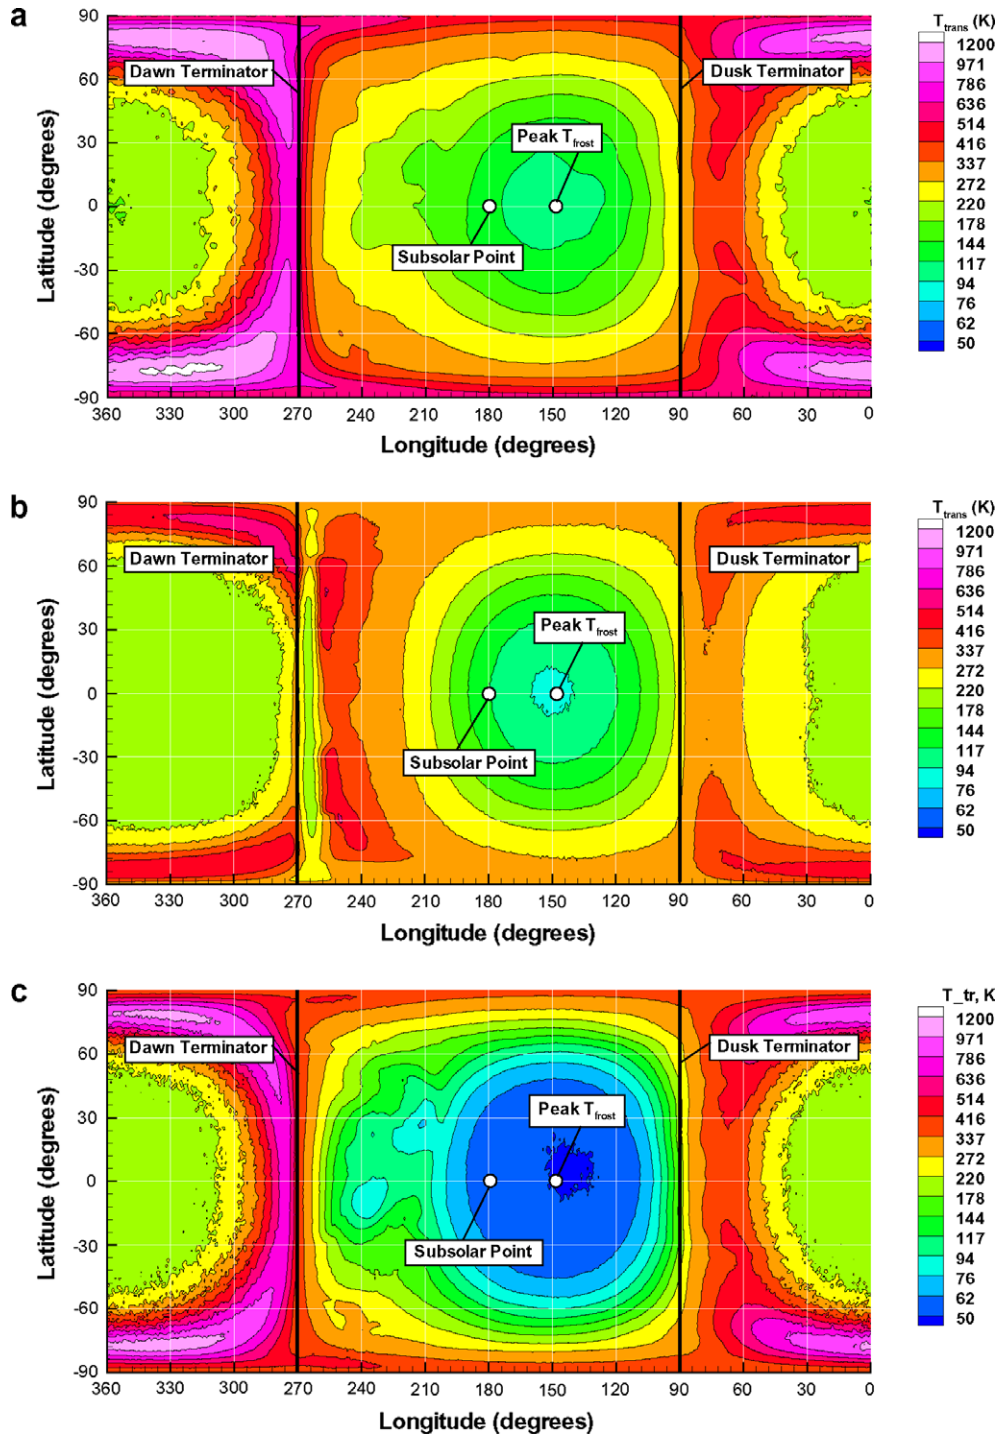 a
T_trans (K)
1200
971
786
636
514
416
337
272
220
178
144
117
94
76
62
50
90
60
30
0
-30
-60
-90
Latitude (degrees)
Dawn Terminator
Dusk Terminator
Peak T_frost
Subsolar Point
360 330 300 270 240 210 180 150 120 90 60 30 0
Longitude (degrees)
b
T_trans (K)
1200
971
786
636
514
416
337
272
220
178
144
117
94
76
62
50
90
60
30
0
-30
-60
-90
Latitude (degrees)
Dawn Terminator
Dusk Terminator
Peak T_frost
Subsolar Point
360 330 300 270 240 210 180 150 120 90 60 30 0
Longitude (degrees)
c
T_tr, K
1200
971
786
636
514
416
337
272
220
178
144
117
94
76
62
50
90
60
30
0
-30
-60
-90
Latitude (degrees)
Dawn Terminator
Dusk Terminator
Peak T_frost
Subsolar Point
360 330 300 270 240 210 180 150 120 90 60 30 0
Longitude (degrees)